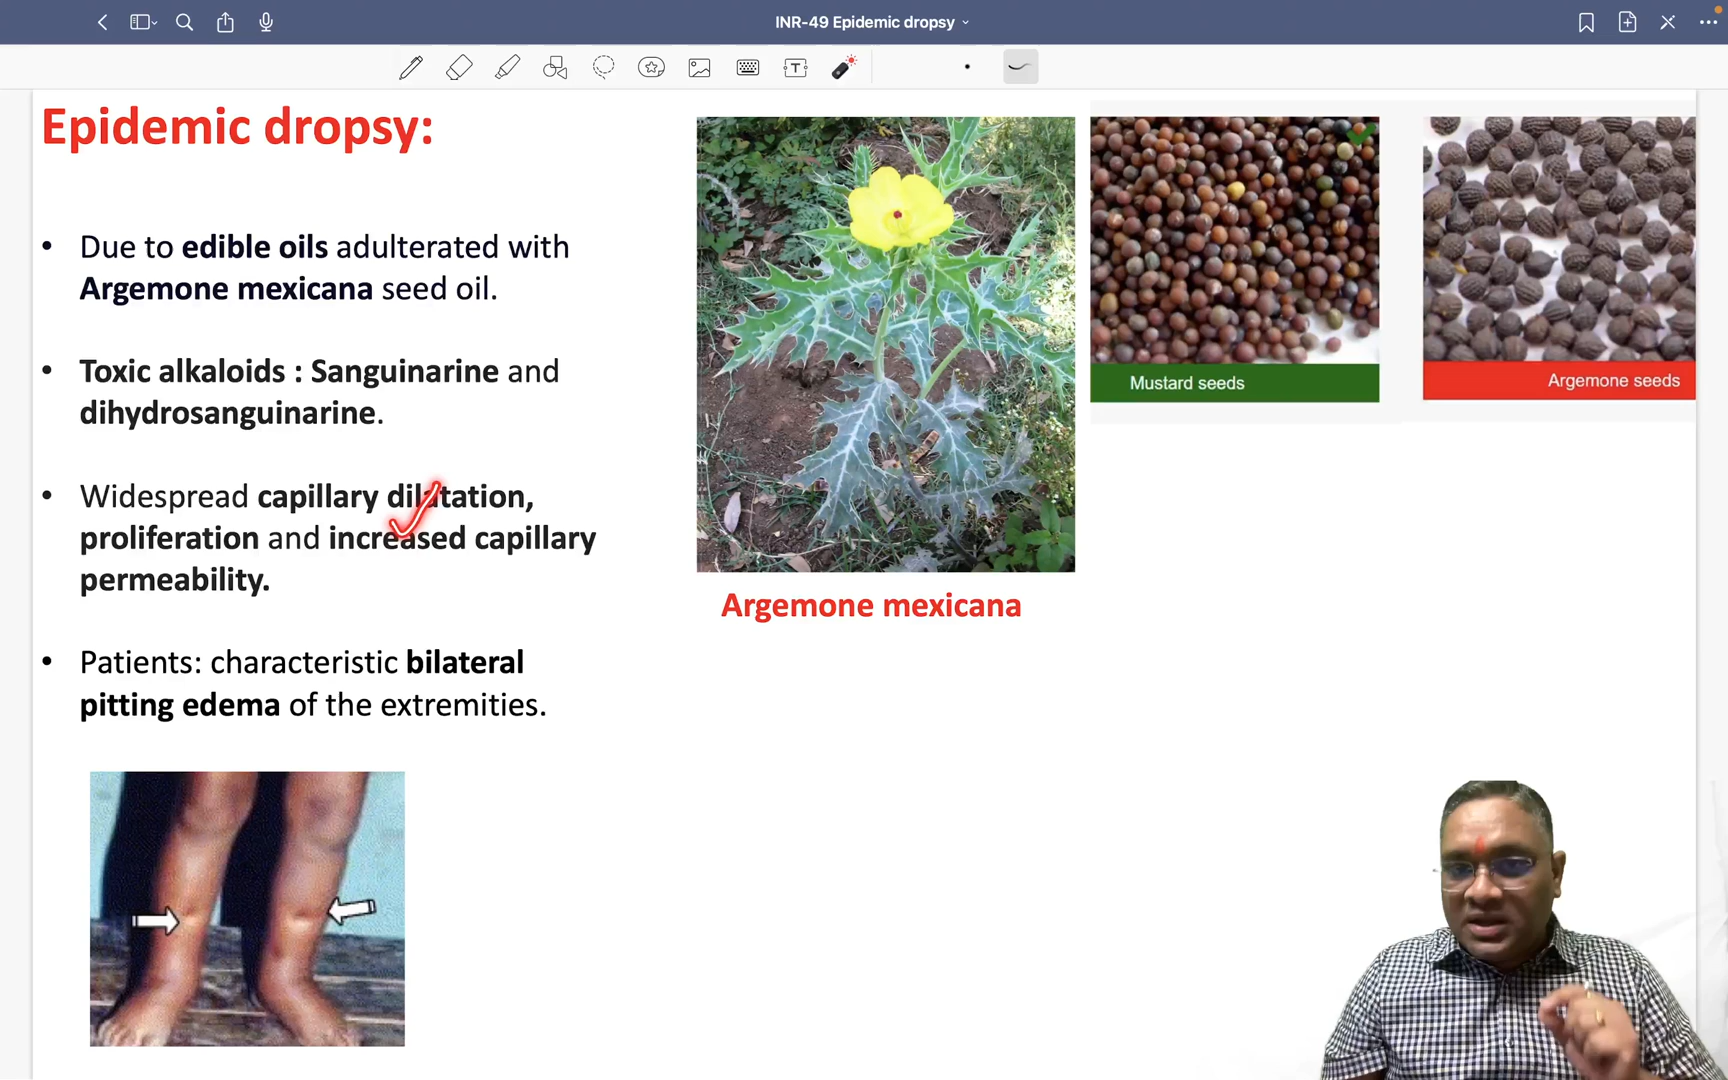 INR-49 Epidemic dropsy
Epidemic dropsy:
• Due to edible oils adulterated with
Argemone mexicana seed oil.
• Toxic alkaloids : Sanguinarine and
dihydrosanguinarine.
• Widespread capillary dilatation,
proliferation and increased capillary
permeability.
• Patients: characteristic bilateral
pitting edema of the extremities.
Argemone mexicana
Mustard seeds
Argemone seeds